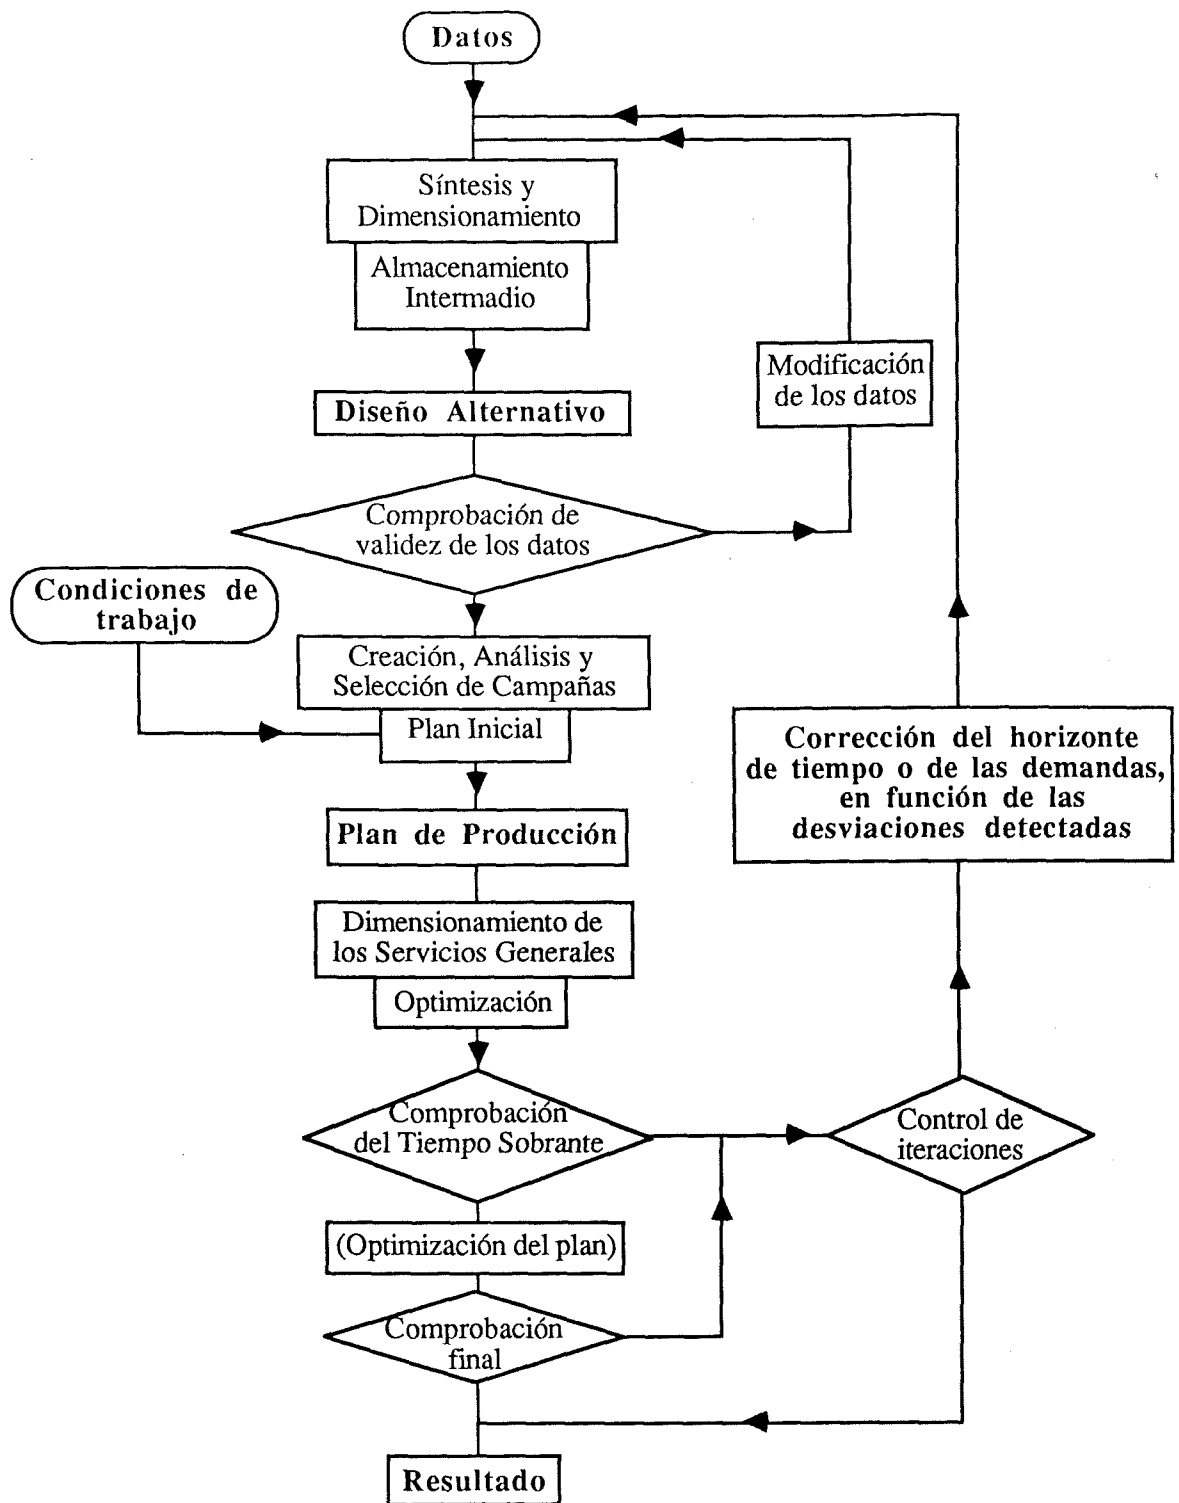 Datos
Síntesis y
Dimensionamiento
Almacenamiento
Intermadio
Modificación
de los datos
Diseño Alternativo
Comprobación de
validez de los datos
Condiciones de
trabajo
Creación, Análisis y
Selección de Campañas
Plan Inicial
Corrección del horizonte
de tiempo o de las demandas,
en función de las
desviaciones detectadas
Plan de Producción
Dimensionamiento de
los Servicios Generales
Optimización
Comprobación
del Tiempo Sobrante
Control de
iteraciones
(Optimización del plan)
Comprobación
final
Resultado